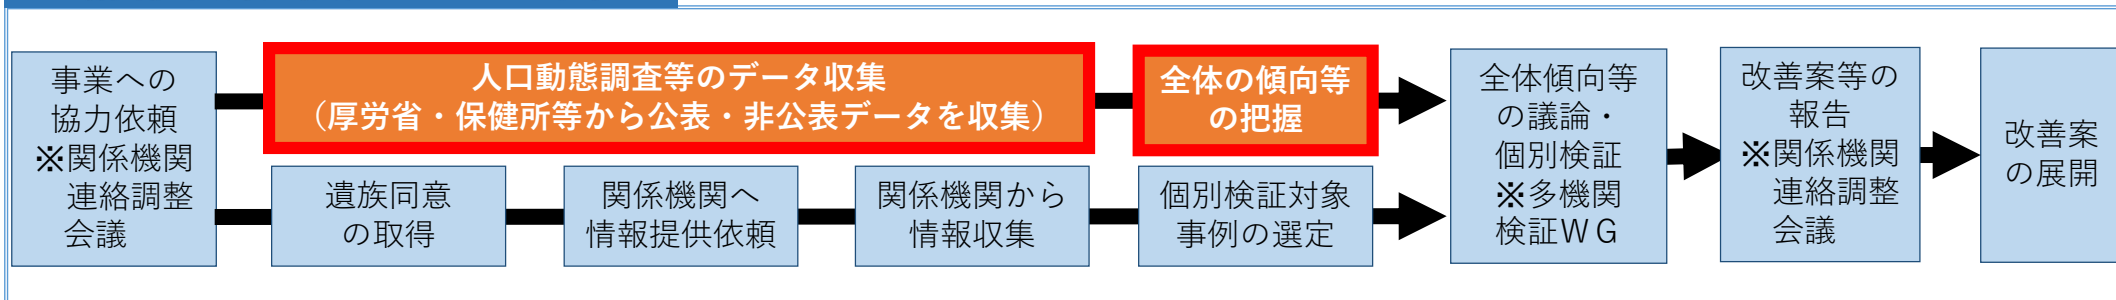 事業への
協力依頼
※関係機関
連絡調整
会議
人口動態調査等のデータ収集
（厚労省・保健所等から公表・非公表データを収集）
全体の傾向等
の把握
遺族同意
の取得
関係機関へ
情報提供依頼
関係機関から
情報収集
個別検証対象
事例の選定
全体傾向等
の議論・
個別検証
※多機関
検証ＷＧ
改善案等の
報告
※関係機関
連絡調整
会議
改善案
の展開